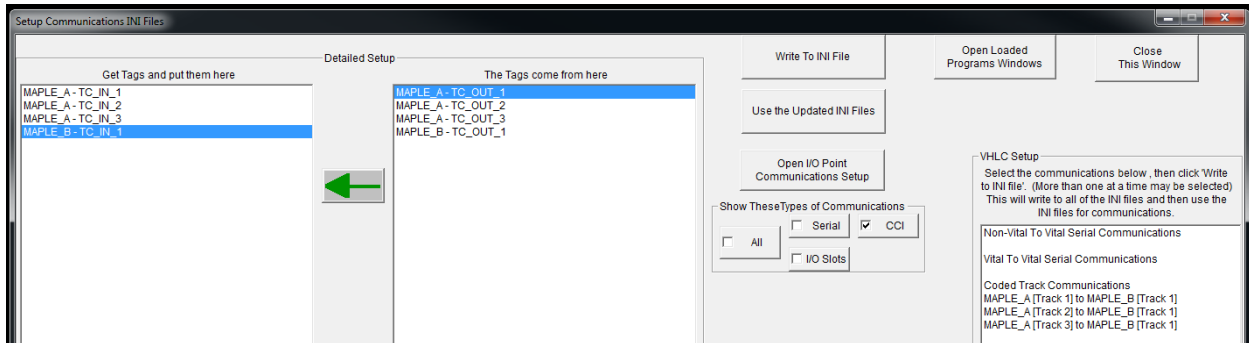 Setup Communications INI Files
Detailed Setup
Get Tags and put them here
MAPLE_A - TC_IN_1
MAPLE_A - TC_IN_2
MAPLE_A - TC_IN_3
MAPLE_B - TC_IN_1
The Tags come from here
MAPLE_A - TC_OUT_1
MAPLE_A - TC_OUT_2
MAPLE_A - TC_OUT_3
MAPLE_B - TC_OUT_1
Write To INI File
Use the Updated INI Files
Open I/O Point
Communications Setup
Show TheseTypes of Communications
All
Serial
CCI
I/O Slots
Open Loaded
Programs Windows
Close
This Window
VHLC Setup
Select the communications below , then click 'Write
to INI file'. (More than one at a time may be selected)
This will write to all of the INI files and then use the
INI files for communications.
Non-Vital To Vital Serial Communications
Vital To Vital Serial Communications
Coded Track Communications
MAPLE_A [Track 1] to MAPLE_B [Track 1]
MAPLE_A [Track 2] to MAPLE_B [Track 1]
MAPLE_A [Track 3] to MAPLE_B [Track 1]